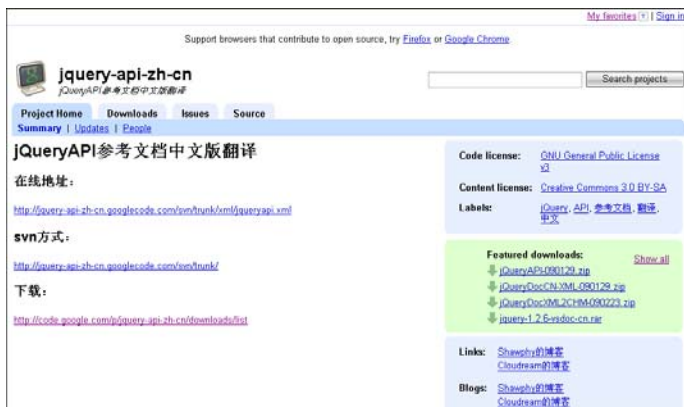 My favorites ▼ | Sign in
Support browsers that contribute to open source, try Firefox or Google Chrome
jquery-api-zh-cn
jQueryAPI参考文档中文版翻译
Search projects
Project Home Downloads Issues Source
Summary | Updates | People
jQueryAPI参考文档中文版翻译
在线地址:
http://jquery-api-zh-cn.googlecode.com/svn/trunk/xml/jqueryapi.xml
svn方式:
http://jquery-api-zh-cn.googlecode.com/svn/trunk/
下载:
http://code.google.com/p/jquery-api-zh-cn/downloads/list
Code license: GNU General Public License
v3
Content license: Creative Commons 3.0 BY-SA
Labels: jQuery, API, 参考文档, 翻译,
中文
Featured downloads: Show all
jQueryAPI-090129.zip
jQueryDocCN-XML-090129.zip
jQueryDocXML2CHM-090223.zip
jquery-1.2.6-vsdoc-cn.rar
Links: Shawphy的博客
Cloudream的博客
Blogs: Shawphy的博客
Cloudream的博客